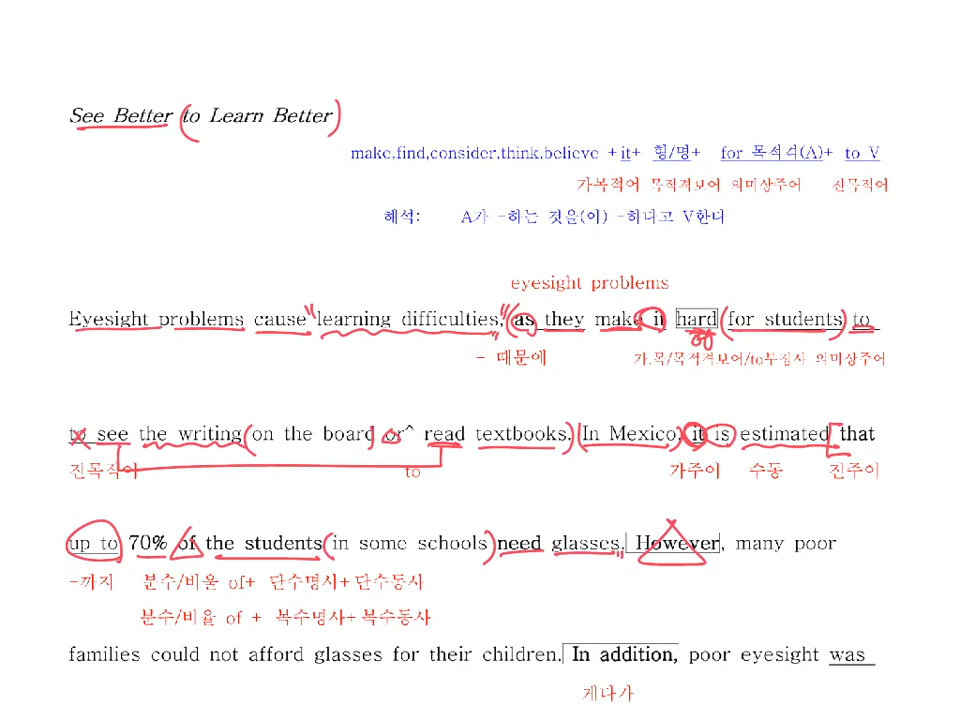 See Better to Learn Better
make,find,consider,think,believe +it+ 형/명+ for 목적격(A)+ to V
가목적어 목적격보어 의미상주어 진목적어
해석: A가 -하는 것을(이) -하다고 V한다
eyesight problems
Eyesight problems cause "learning difficulties," as they make it hard for students to
- 때문에 가.목/목적격보어/to부정사 의미상주어
to see the writing on the board or^ read textbooks. In Mexico, it is estimated that
진목적어 to 가주어 수동 진주어
up to 70% of the students in some schools need glasses. However, many poor
-까지 분수/비율 of+ 단수명사+ 단수동사
분수/비율 of + 복수명사+ 복수동사
families could not afford glasses for their children. In addition, poor eyesight was
게다가